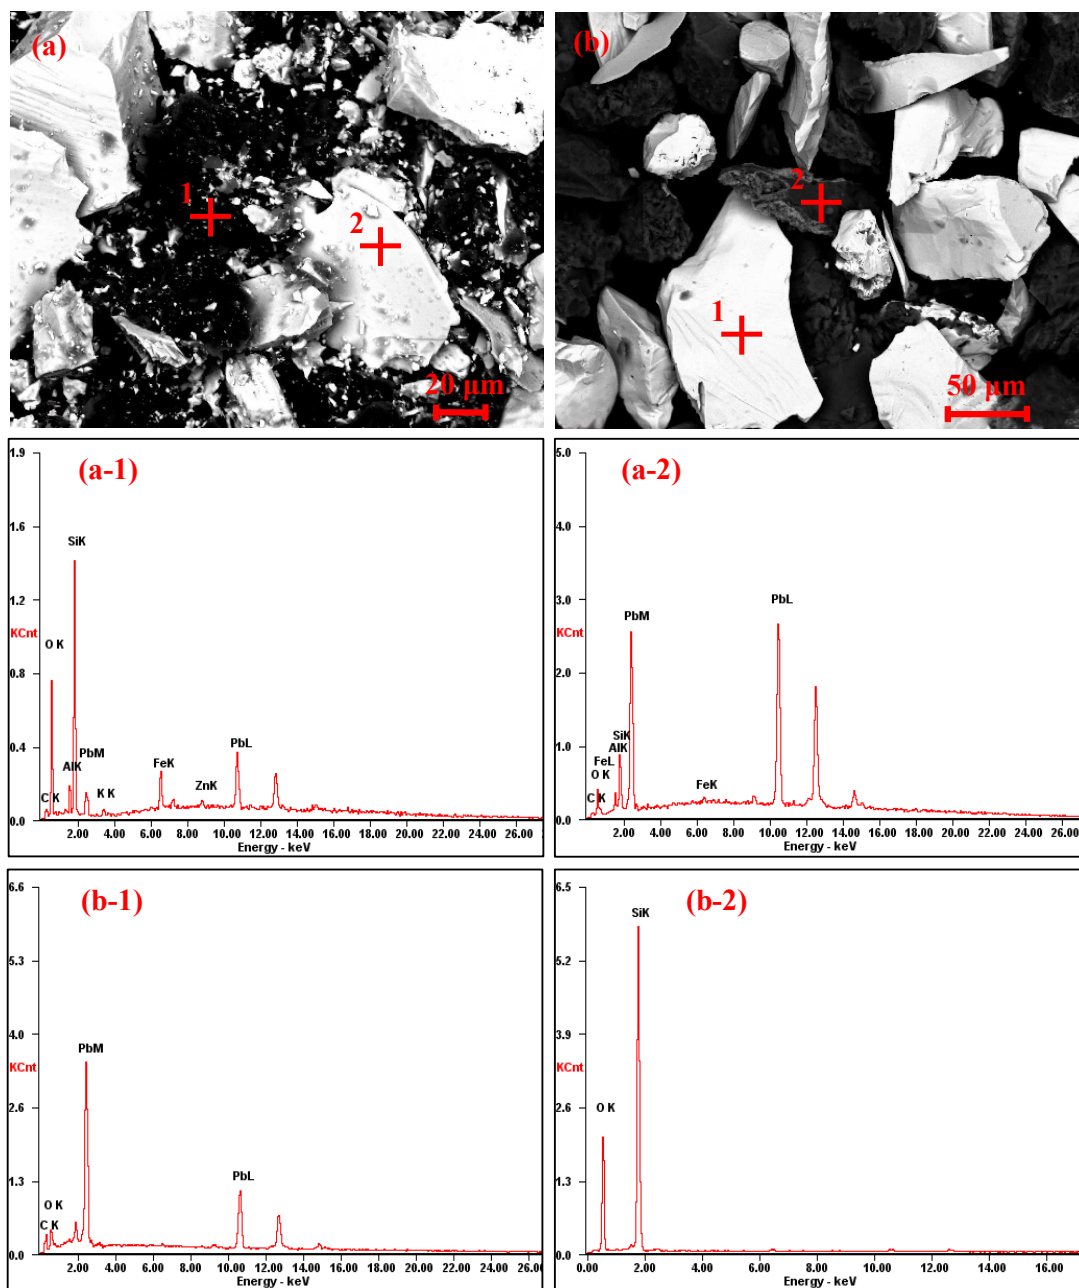 (a)
1
2
20 µm
(b)
2
1
50 µm
(a-1)
1.9
1.6
1.2
KCnt
0.8
0.4
0.0
SiK
O K
AlK
PbM
C K
K K
FeK
ZnK
PbL
2.00 4.00 6.00 8.00 10.00 12.00 14.00 16.00 18.00 20.00 22.00 24.00 26.00
Energy - keV
(a-2)
5.0
4.0
3.0
KCnt
2.0
1.0
0.0
PbM
PbL
SiK
AlK
FeL
O K
C K
FeK
2.00 4.00 6.00 8.00 10.00 12.00 14.00 16.00 18.00 20.00 22.00 24.00 26.00
Energy - keV
(b-1)
6.6
5.3
4.0
KCnt
2.6
1.3
0.0
PbM
O K
C K
PbL
2.00 4.00 6.00 8.00 10.00 12.00 14.00 16.00 18.00 20.00 22.00 24.00 26.00
Energy - keV
(b-2)
6.5
5.2
3.9
KCnt
2.6
1.3
0.0
SiK
O K
0.00 2.00 4.00 6.00 8.00 10.00 12.00 14.00 16.00
Energy - keV